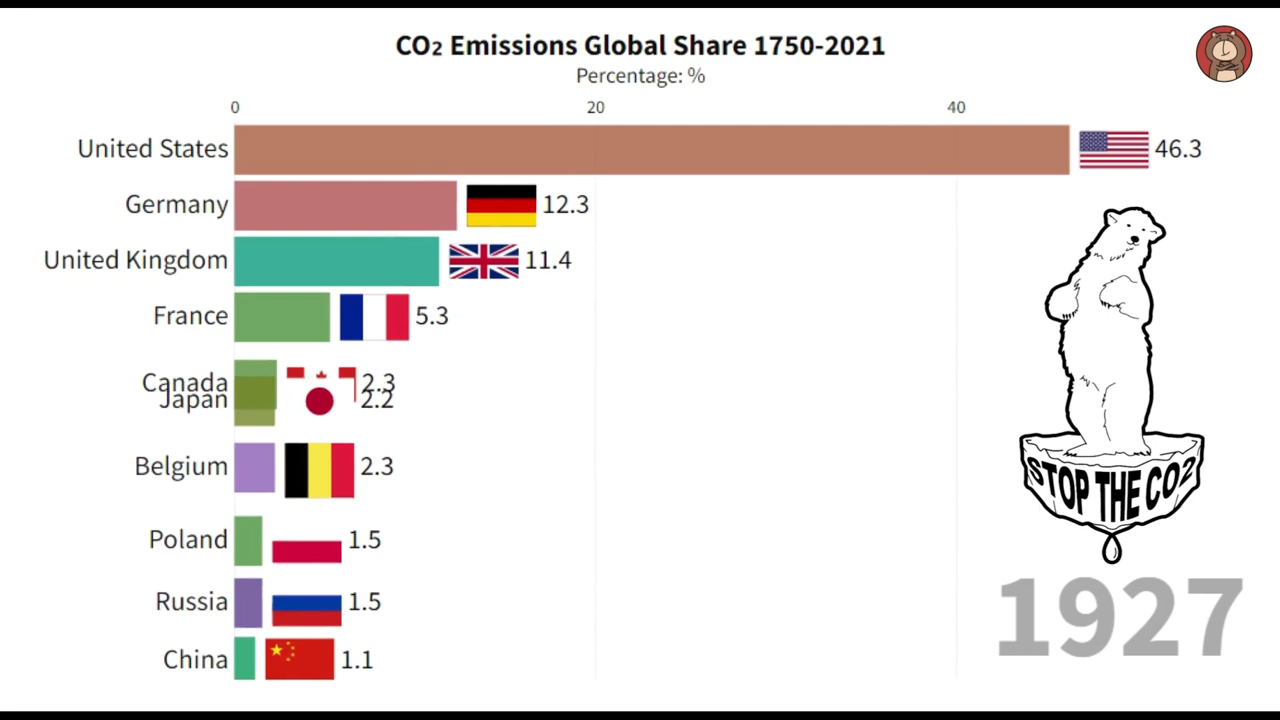 CO₂ Emissions Global Share 1750-2021
Percentage: %
0 20 40
United States 46.3
Germany 12.3
United Kingdom 11.4
France 5.3
Canada 2.3
Japan 2.2
Belgium 2.3
Poland 1.5
Russia 1.5
China 1.1
STOP THE CO2
1927